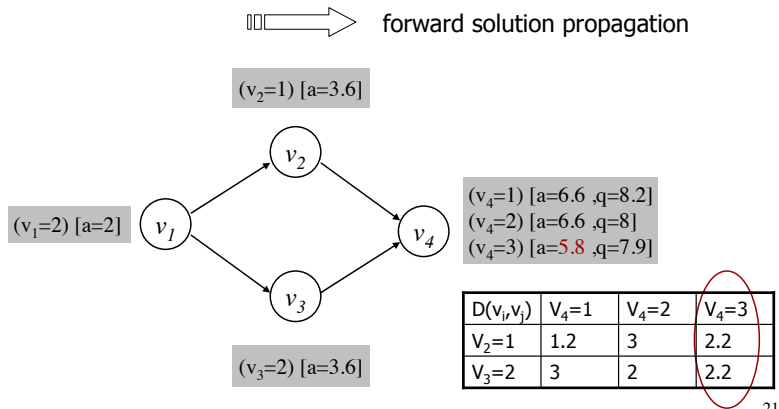 forward solution propagation
(v₂=1) [a=3.6]
v₂
(v₁=2) [a=2]
v₁
v₄
(v₄=1) [a=6.6 ,q=8.2]
(v₄=2) [a=6.6 ,q=8]
(v₄=3) [a=5.8 ,q=7.9]
v₃
(v₃=2) [a=3.6]
D(vᵢ,vⱼ) V₄=1 V₄=2 V₄=3
V₂=1 1.2 3 2.2
V₃=2 3 2 2.2
21